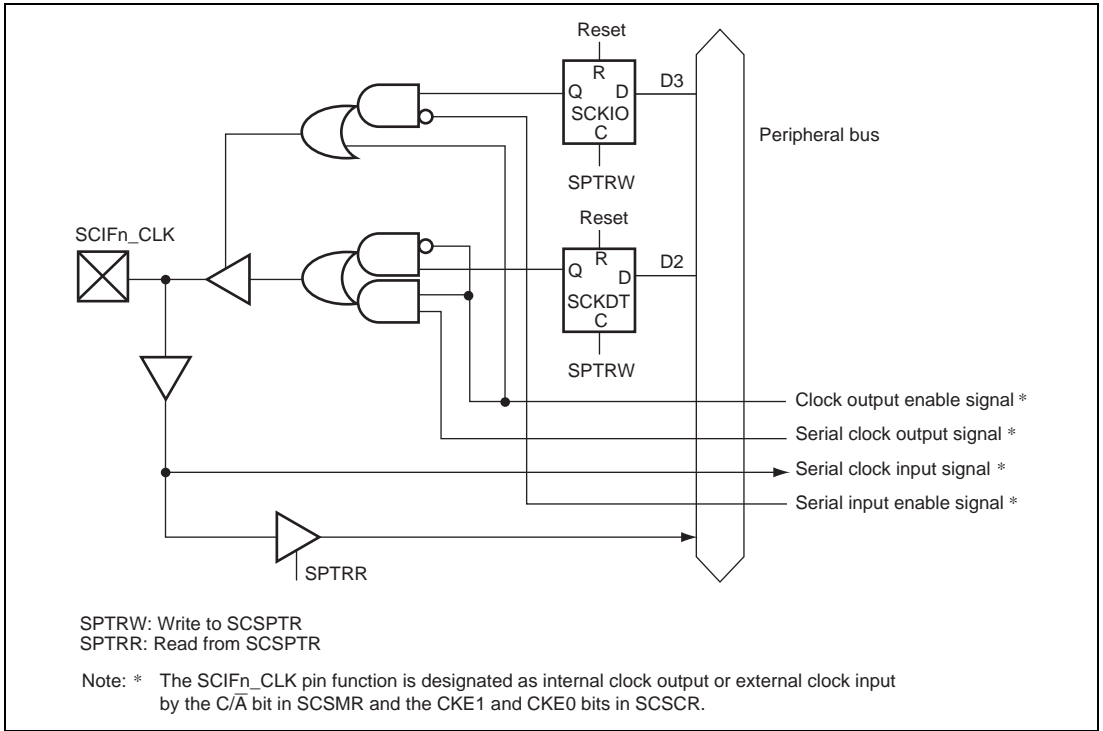 Reset
R
Q D
SCKIO
C
D3
Peripheral bus
SPTRW
Reset
SCIFn_CLK
R
Q D
SCKDT
C
D2
SPTRW
Clock output enable signal *
Serial clock output signal *
Serial clock input signal *
Serial input enable signal *
SPTRR
SPTRW: Write to SCSPTR
SPTRR: Read from SCSPTR
Note: * The SCIFn_CLK pin function is designated as internal clock output or external clock input
by the C/A̅ bit in SCSMR and the CKE1 and CKE0 bits in SCSCR.